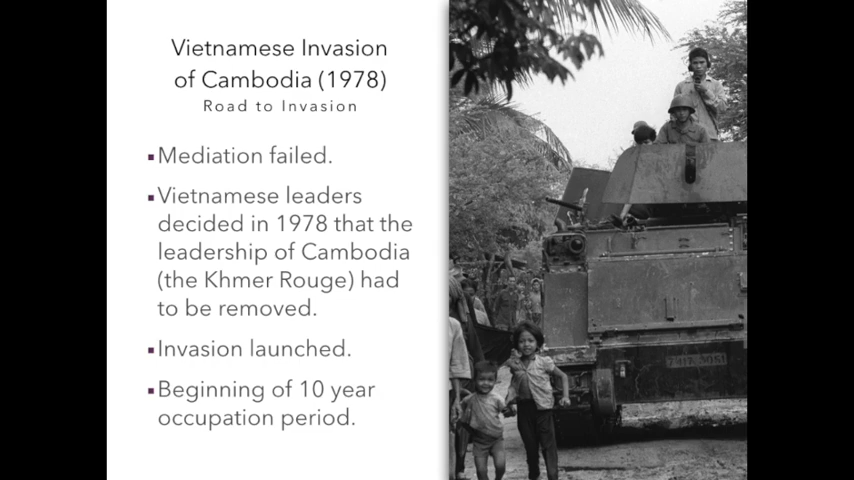 Vietnamese Invasion
of Cambodia (1978)
Road to Invasion
▪Mediation failed.
▪Vietnamese leaders
decided in 1978 that the
leadership of Cambodia
(the Khmer Rouge) had
to be removed.
▪Invasion launched.
▪Beginning of 10 year
occupation period.